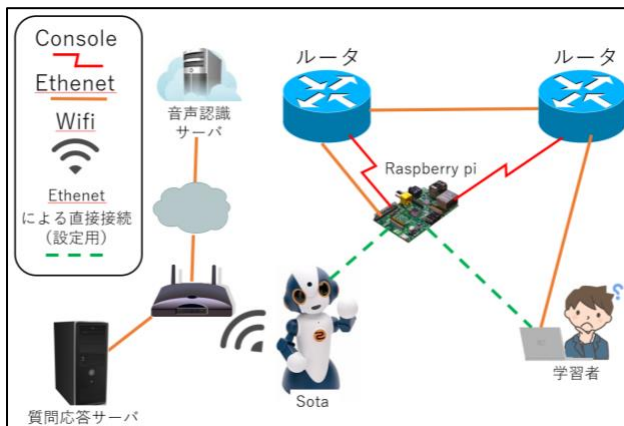 Console
Ethenet
Wifi
Ethenet
による直接接続
(設定用)
音声認識
サーバ
ルータ
ルータ
Raspberry pi
質問応答サーバ
Sota
学習者